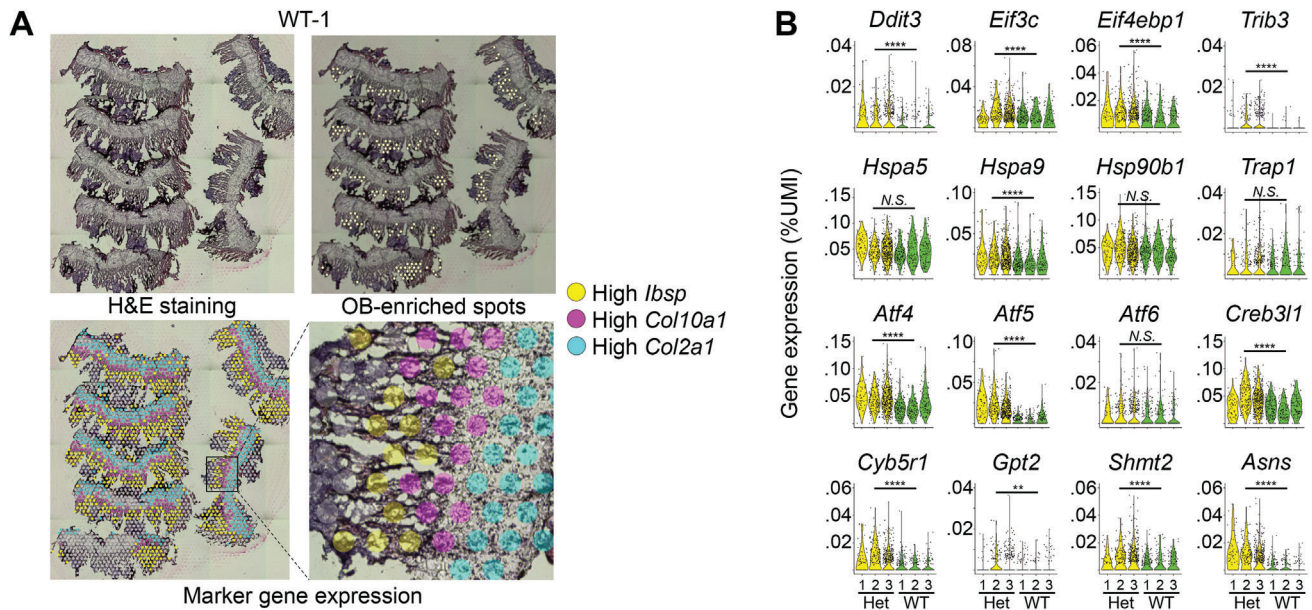 A
WT-1
H&E staining
OB-enriched spots
High Ibsp
High Col10a1
High Col2a1
Marker gene expression
B
Gene expression (%UMI)
Ddit3
Eif3c
Eif4ebp1
Trib3
.04
.02
****
.08
.04
****
.06
.02
****
.04
.02
****
Hspa5
Hspa9
Hsp90b1
Trap1
.15
.10
.05
N.S.
.10
.05
****
.15
.10
.05
N.S.
.04
.02
N.S.
Atf4
Atf5
Atf6
Creb3l1
.15
.10
.05
****
.10
.05
****
.04
.02
N.S.
.15
.10
.05
****
Cyb5r1
Gpt2
Shmt2
Asns
.06
.02
****
.04
.02
**
.06
.02
****
.06
.02
****
1 2 3 1 2 3
Het WT
1 2 3 1 2 3
Het WT
1 2 3 1 2 3
Het WT
1 2 3 1 2 3
Het WT